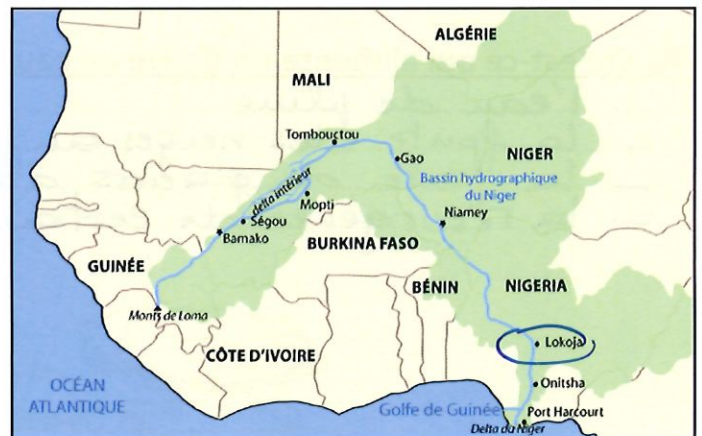 ALGÉRIE
MALI
Tombouctou
Gao
NIGER
delta intérieur
Bassin hydrographique
du Niger
Mopti
Niamey
Ségou
Bamako
BURKINA FASO
GUINÉE
BÉNIN
NIGERIA
Monts de Loma
Lokoja
CÔTE D'IVOIRE
OCÉAN
ATLANTIQUE
Onitsha
Golfe de Guinée
Port Harcourt
Delta du Niger